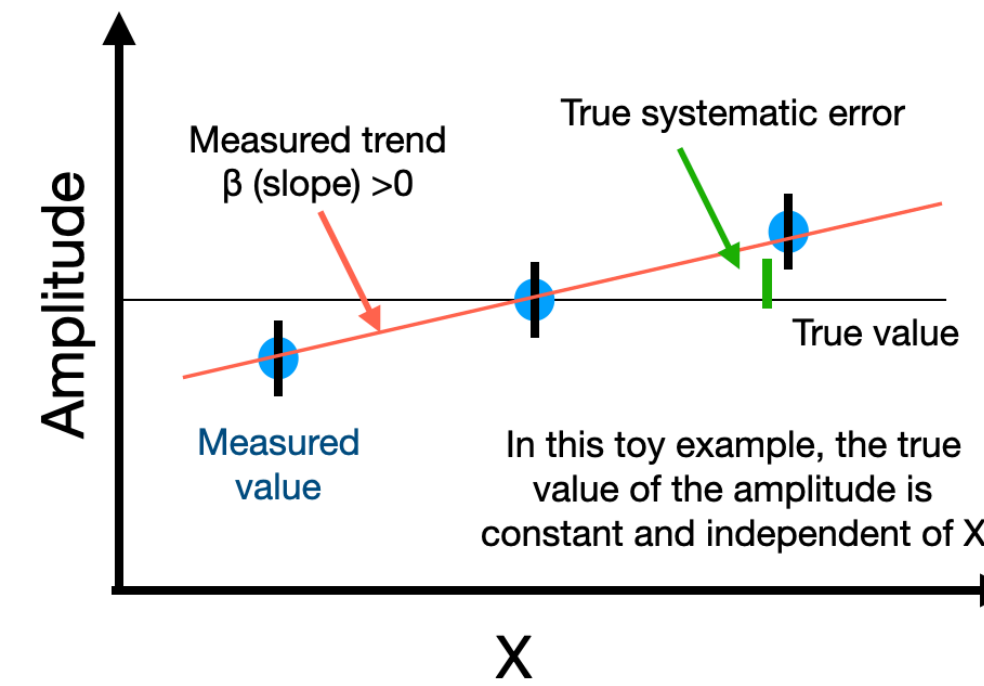 True systematic error
Measured trend
β (slope) >0
Amplitude
True value
Measured
value
In this toy example, the true
value of the amplitude is
constant and independent of X
X